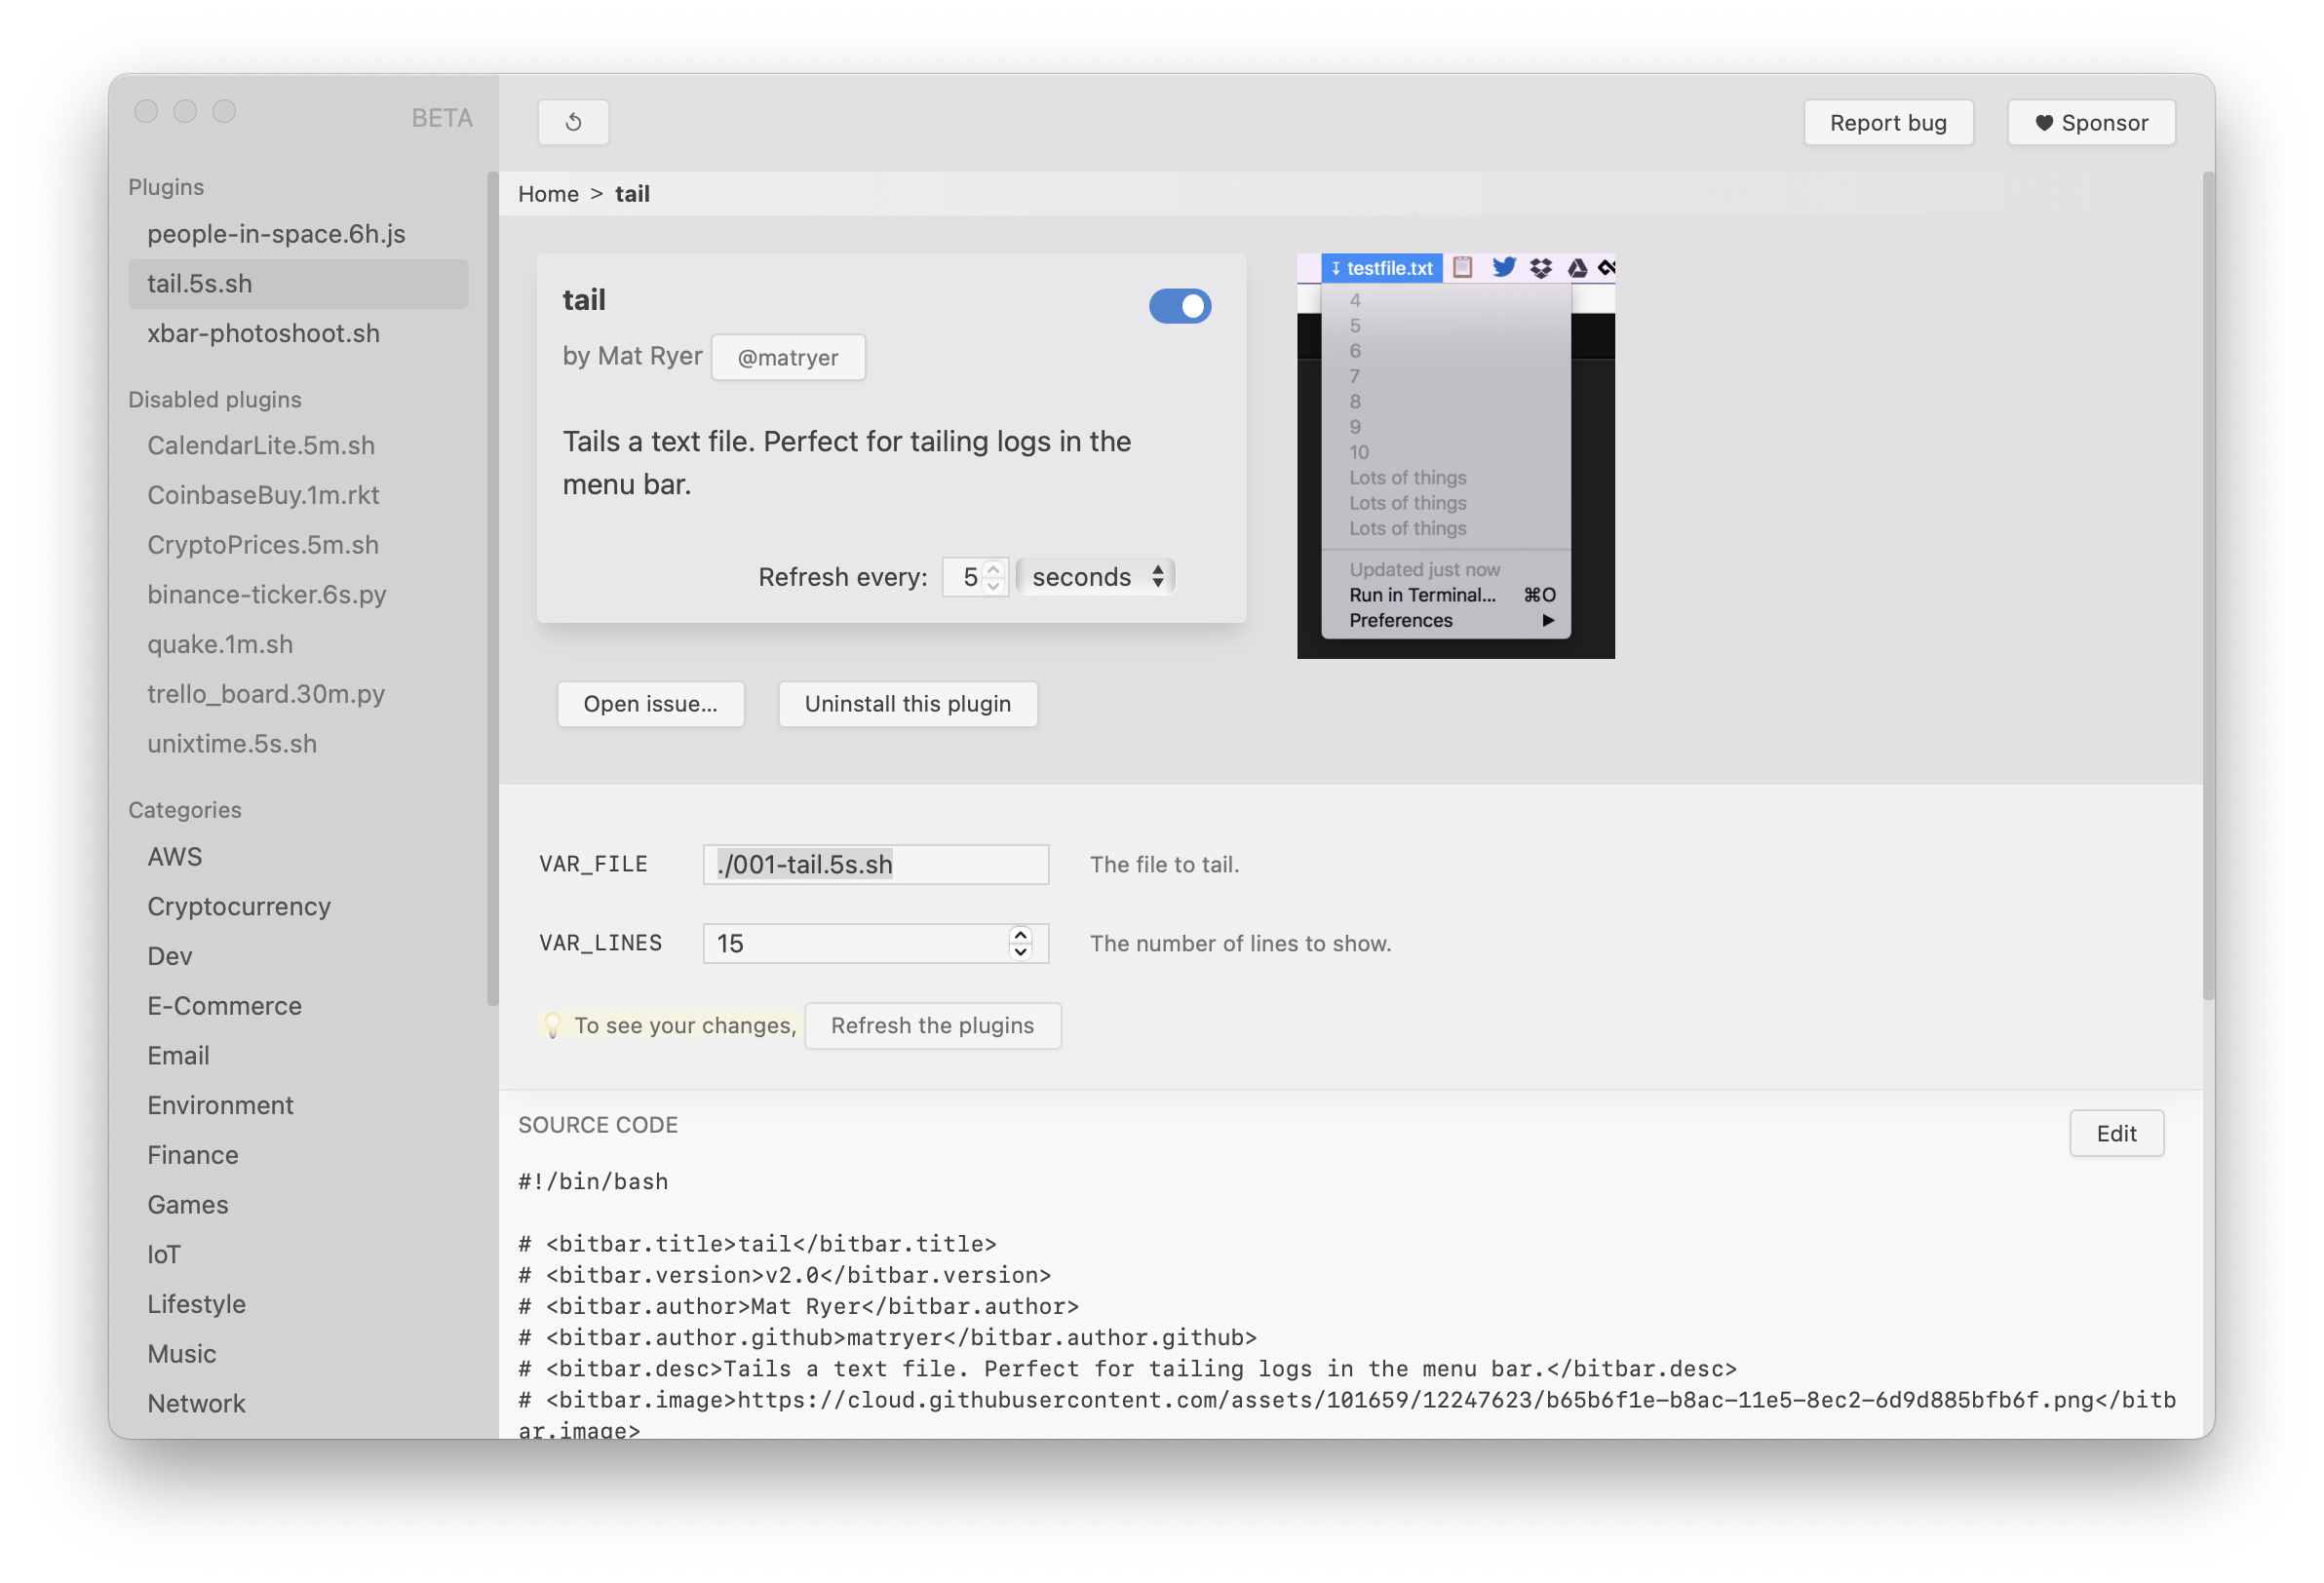 BETA
Report bug
Sponsor
Plugins
people-in-space.6h.js
tail.5s.sh
xbar-photoshoot.sh
Disabled plugins
CalendarLite.5m.sh
CoinbaseBuy.1m.rkt
CryptoPrices.5m.sh
binance-ticker.6s.py
quake.1m.sh
trello_board.30m.py
unixtime.5s.sh
Categories
AWS
Cryptocurrency
Dev
E-Commerce
Email
Environment
Finance
Games
IoT
Lifestyle
Music
Network
Home > tail
tail
by Mat Ryer @matryer
Tails a text file. Perfect for tailing logs in the
menu bar.
Refresh every: 5 seconds
testfile.txt
4
5
6
7
8
9
10
Lots of things
Lots of things
Lots of things
Updated just now
Run in Terminal... ⌘O
Preferences
Open issue...
Uninstall this plugin
VAR_FILE ./001-tail.5s.sh The file to tail.
VAR_LINES 15 The number of lines to show.
💡 To see your changes, Refresh the plugins
SOURCE CODE
Edit
#!/bin/bash
# <bitbar.title>tail</bitbar.title>
# <bitbar.version>v2.0</bitbar.version>
# <bitbar.author>Mat Ryer</bitbar.author>
# <bitbar.author.github>matryer</bitbar.author.github>
# <bitbar.desc>Tails a text file. Perfect for tailing logs in the menu bar.</bitbar.desc>
# <bitbar.image>https://cloud.githubusercontent.com/assets/101659/12247623/b65b6f1e-b8ac-11e5-8ec2-6d9d885bfb6f.png</bitb
ar.image>